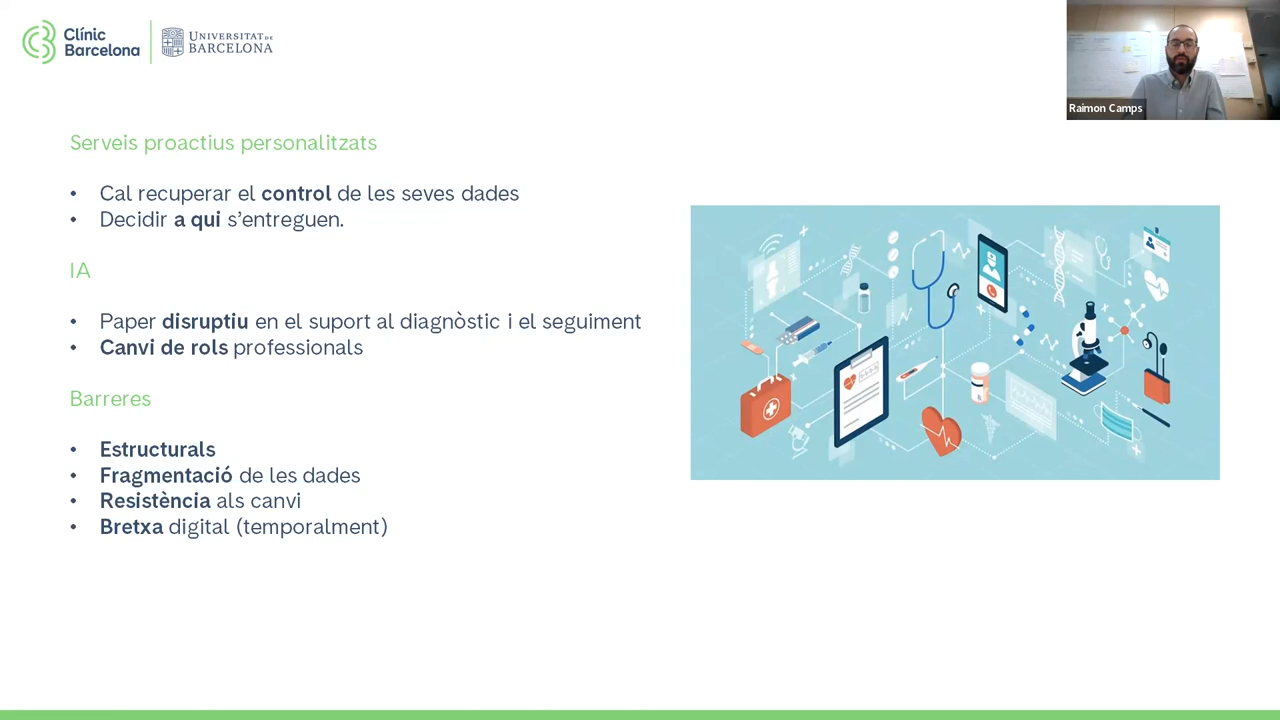 Clínic
Barcelona
UNIVERSITAT DE
BARCELONA
Raimon Camps
Serveis proactius personalitzats
• Cal recuperar el control de les seves dades
• Decidir a qui s’entreguen.
IA
• Paper disruptiu en el suport al diagnòstic i el seguiment
• Canvi de rols professionals
Barreres
• Estructurals
• Fragmentació de les dades
• Resistència als canvi
• Bretxa digital (temporalment)